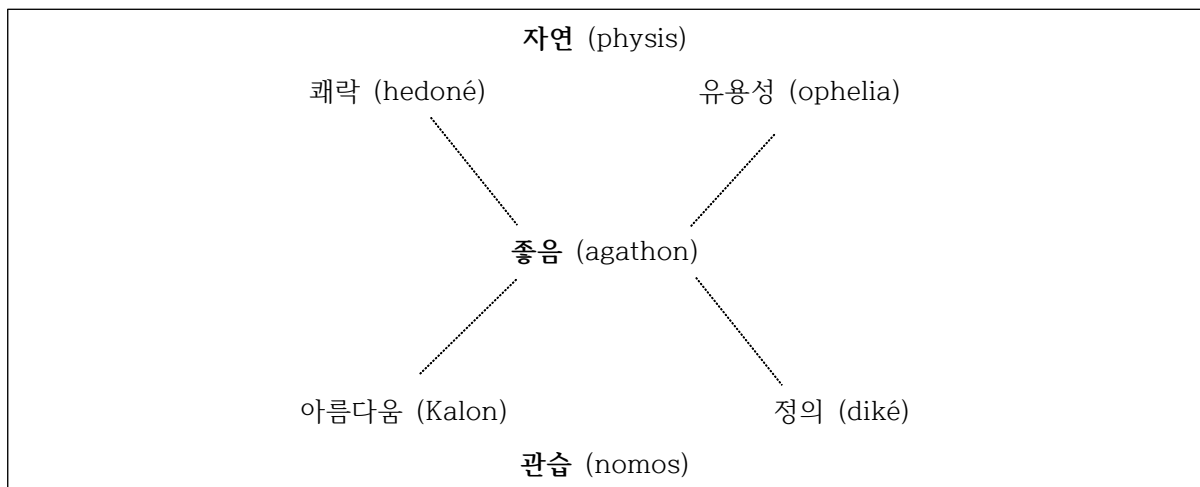 자연 (physis)
쾌락 (hedoné) 유용성 (ophelia)
좋음 (agathon)
아름다움 (Kalon) 정의 (diké)
관습 (nomos)